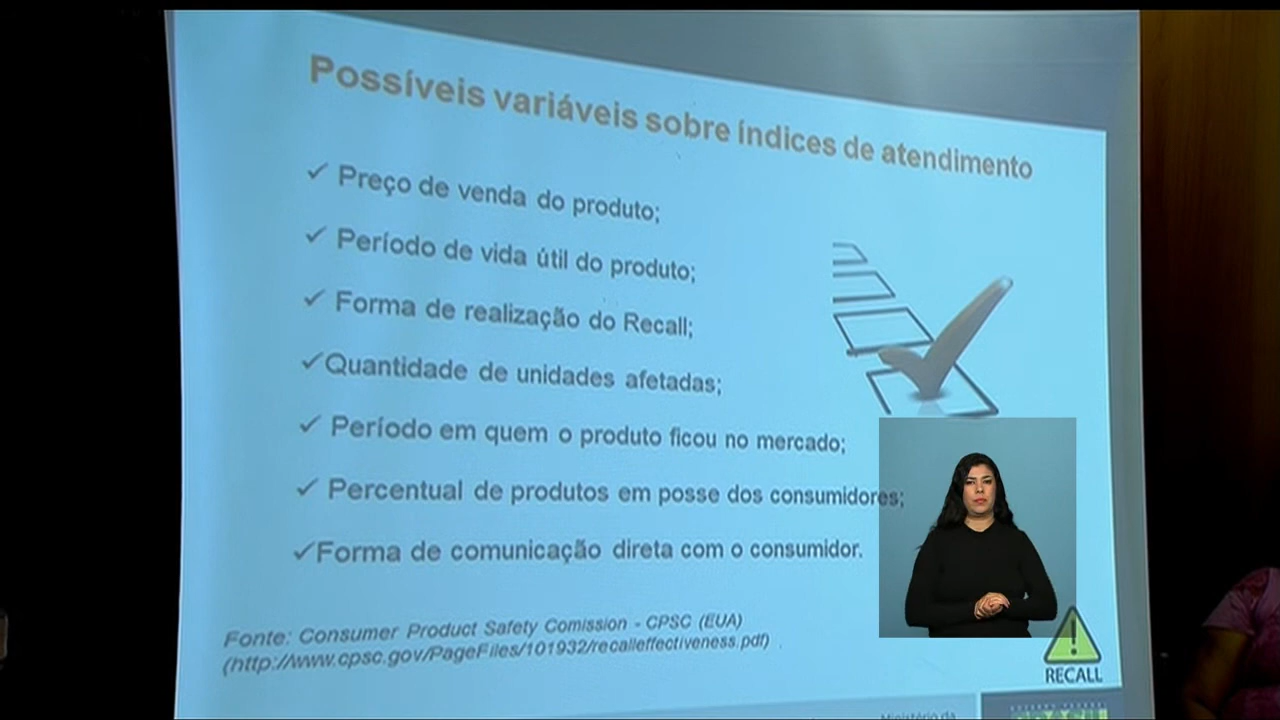 Possíveis variáveis sobre índices de atendimento
✓ Preço de venda do produto;
✓ Período de vida útil do produto;
✓ Forma de realização do Recall;
✓Quantidade de unidades afetadas;
✓ Período em quem o produto ficou no mercado;
✓ Percentual de produtos em posse dos consumidores;
✓Forma de comunicação direta com o consumidor.
Fonte: Consumer Product Safety Comission - CPSC (EUA)
(http://www.cpsc.gov/PageFiles/101932/recalleffectiveness.pdf)
RECALL
Ministério da